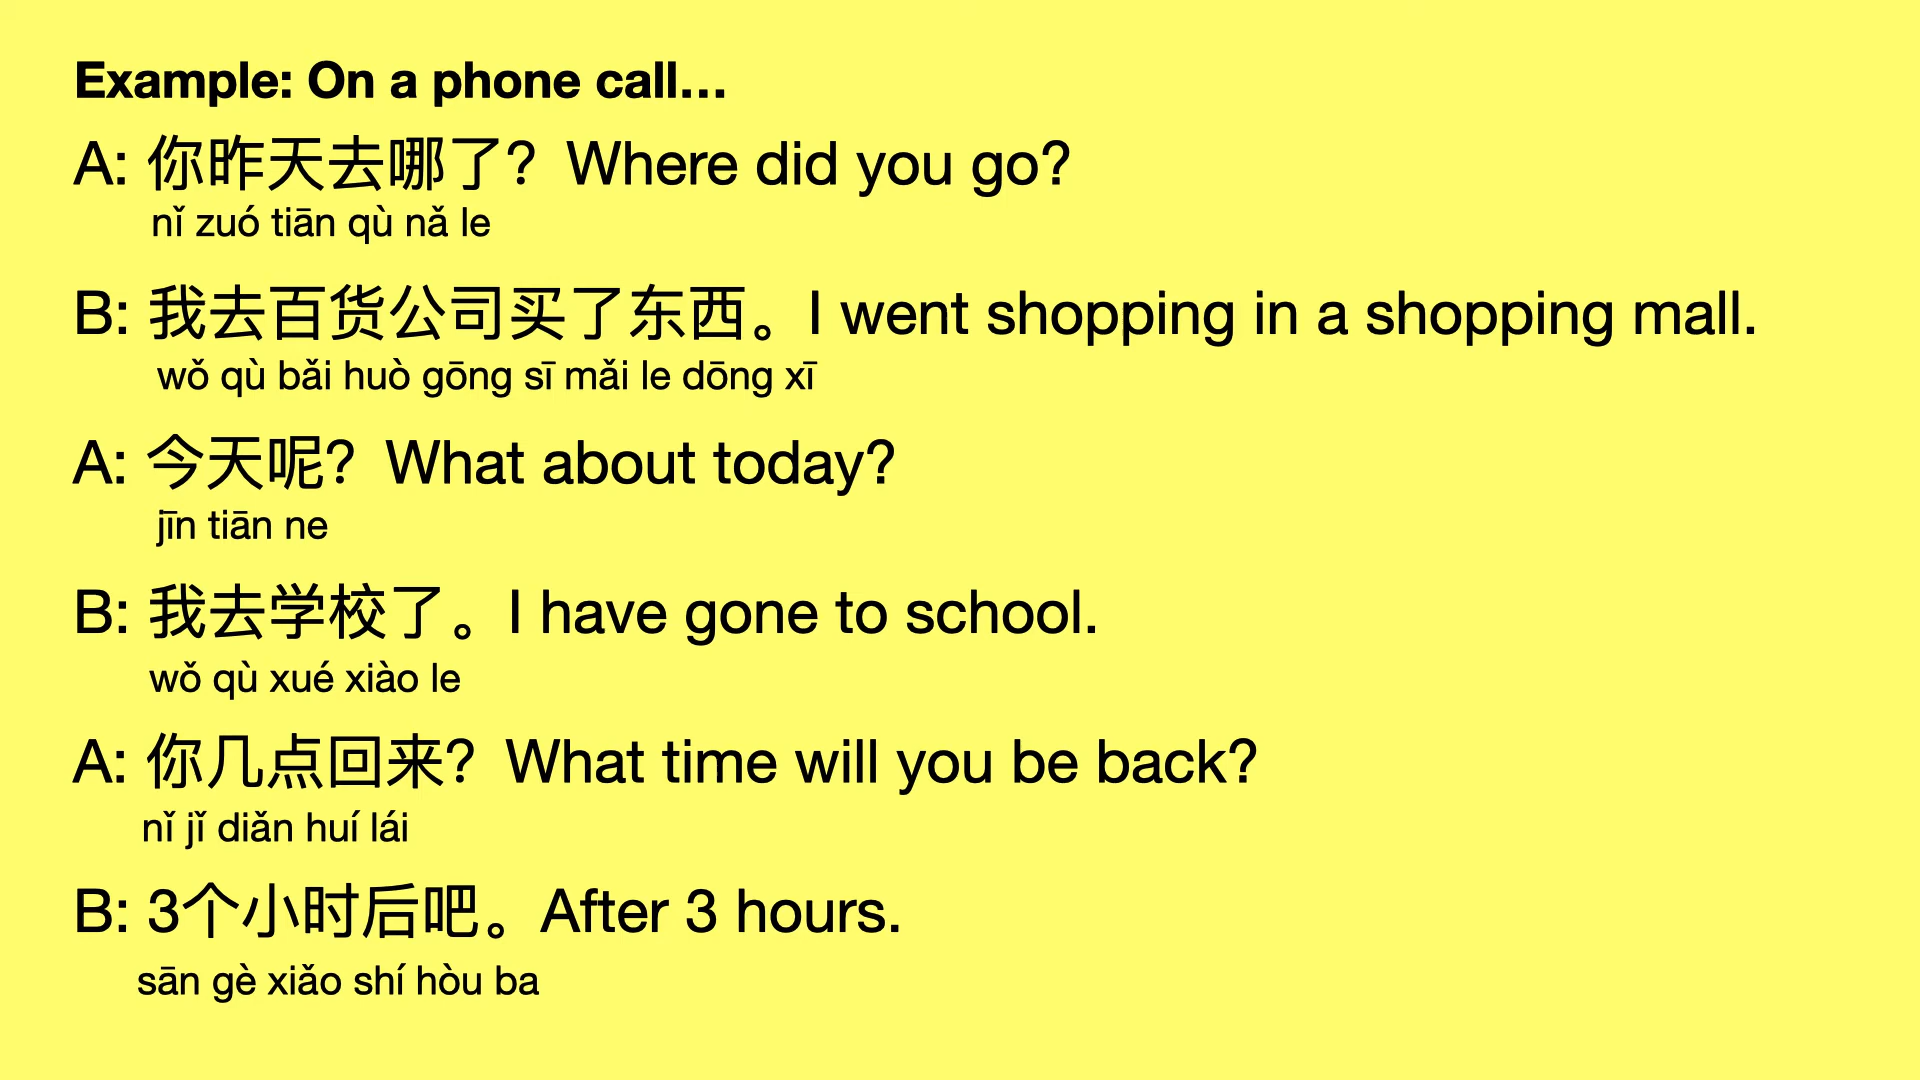 Example: On a phone call…
A: 你昨天去哪了？Where did you go?
nǐ zuó tiān qù nǎ le
B: 我去百货公司买了东西。I went shopping in a shopping mall.
wǒ qù bǎi huò gōng sī mǎi le dōng xī
A: 今天呢？What about today?
jīn tiān ne
B: 我去学校了。I have gone to school.
wǒ qù xué xiào le
A: 你几点回来？What time will you be back?
nǐ jǐ diǎn huí lái
B: 3个小时后吧。After 3 hours.
sān gè xiǎo shí hòu ba